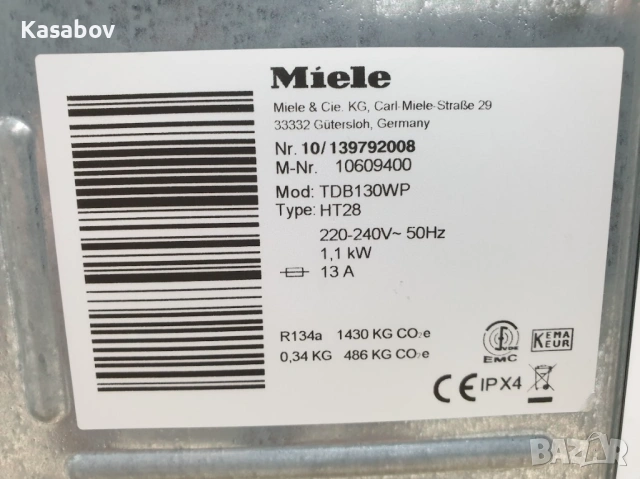 Kasabov
Miele
Miele & Cie. KG, Carl-Miele-Straße 29
33332 Gütersloh, Germany
Nr. 10/139792008
M-Nr. 10609400
Mod: TDB130WP
Type: HT28
220-240V~ 50Hz
1,1 kW
13 A
R134a 1430 KG CO₂e
0,34 KG 486 KG CO₂e
VDE
EMC
KEMA
KEUR
CE IPX4
BAZAR